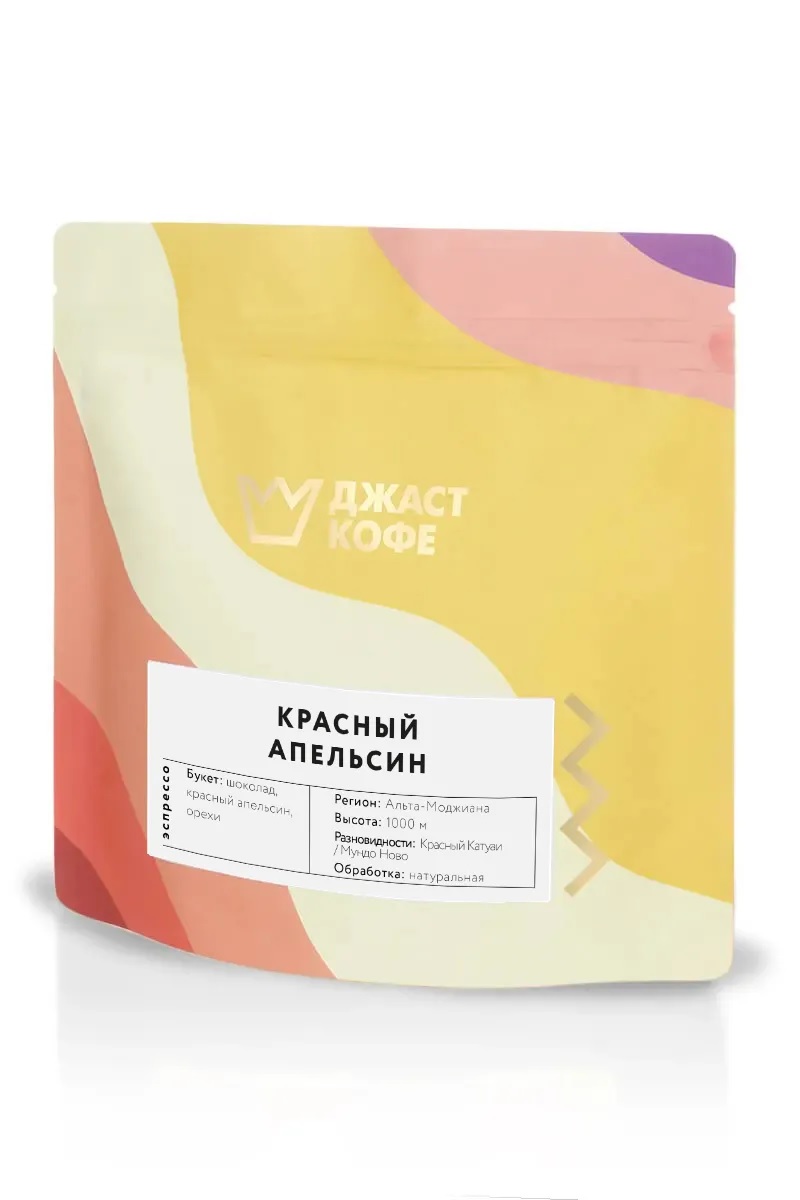 ДЖАСТ
КОФЕ
КРАСНЫЙ
АПЕЛЬСИН
эспрессо
Букет: шоколад,
красный апельсин,
орехи
Регион: Альта-Моджиана
Высота: 1000 м
Разновидности: Красный Катуаи
/ Мундо Ново
Обработка: натуральная